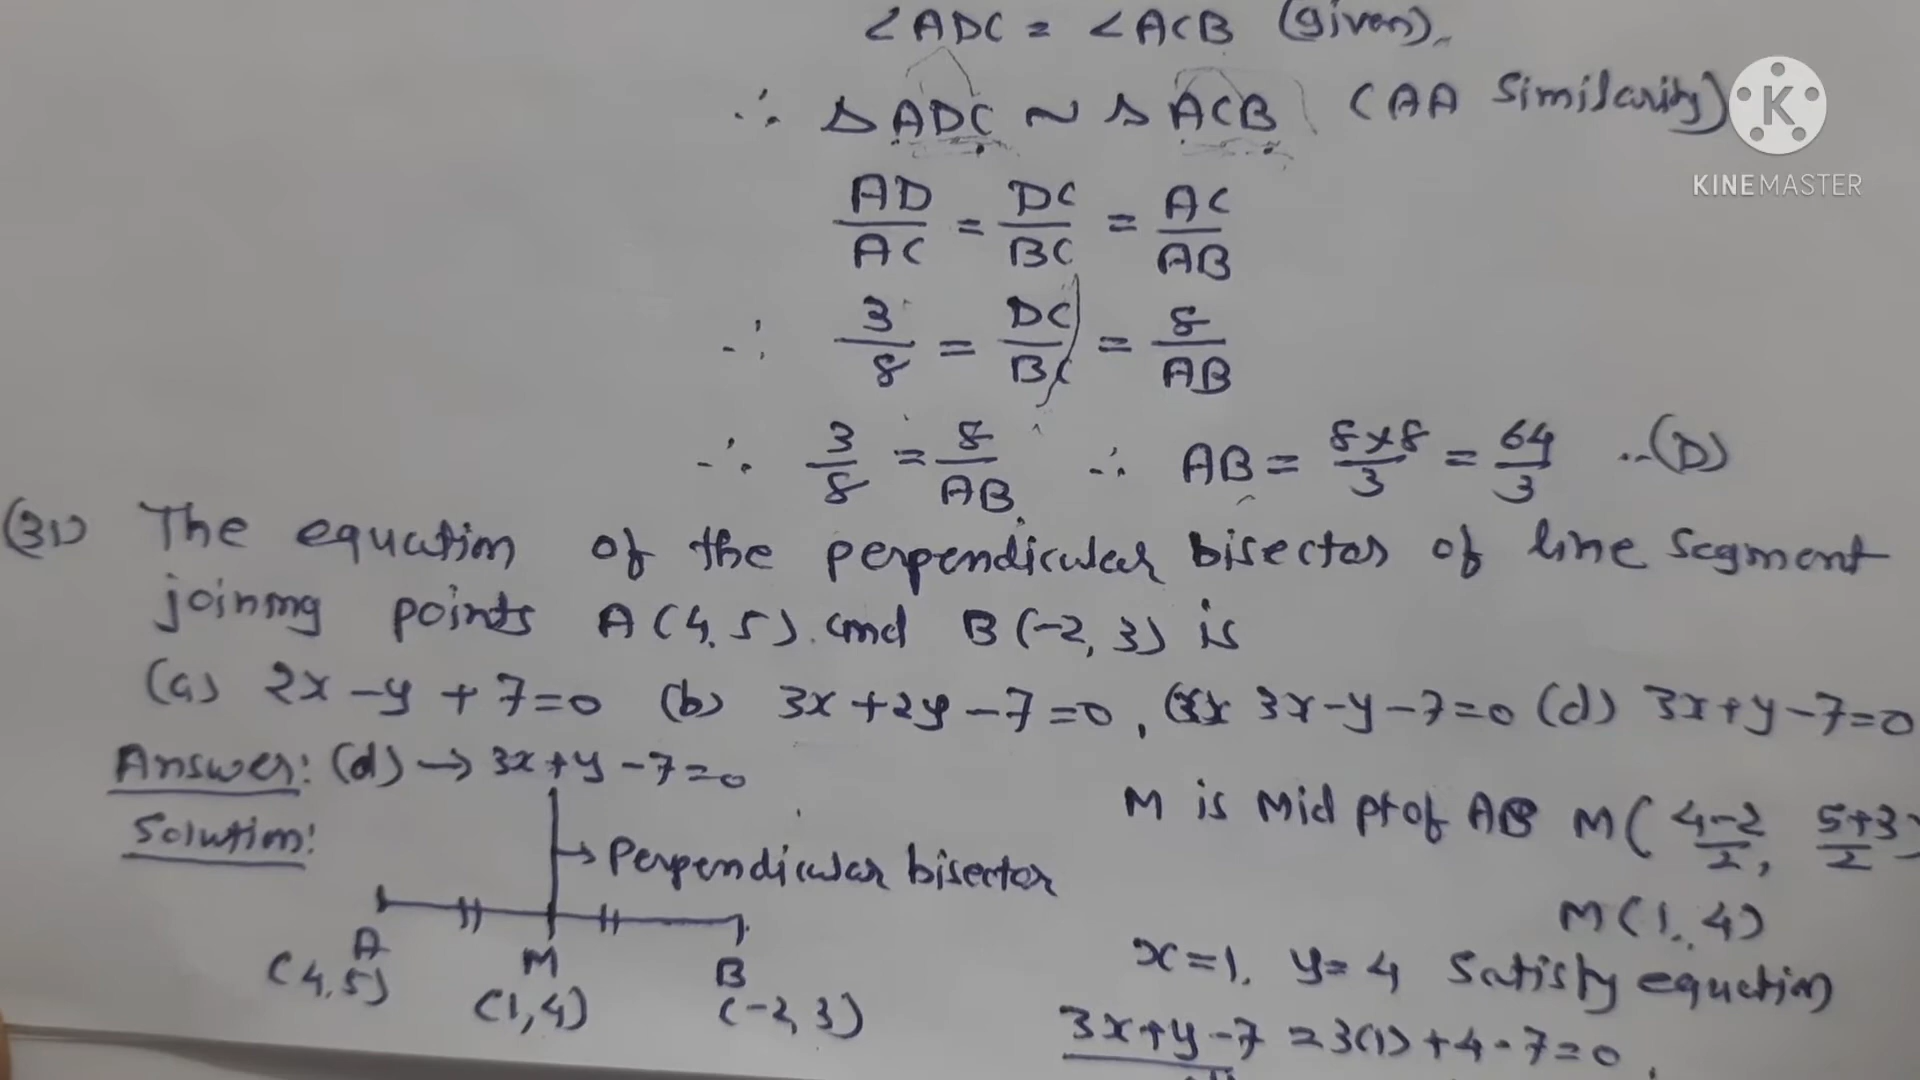 ∠ADC = ∠ACB (given).
∴ △ADC ~ △ACB (AA Similarity)
K
KINEMASTER
AD/AC = DC/BC = AC/AB
∴ 3/8 = DC/BC = 8/AB
∴ 3/8 = 8/AB ∴ AB = 8×8/3 = 64/3 ..(D)
(31) The equation of the perpendicular bisector of line segment
joining points A(4,5) and B(-2,3) is
(a) 2x-y+7=0 (b) 3x+2y-7=0, 3x-y-7=0 (d) 3x+y-7=0
Answer: (d) → 3x+y-7=0
Solution:
Perpendicular bisector
A
(4,5)
M
(1,4)
B
(-2,3)
M is Mid pt of AB M(4-2/2, 5+3/2)
M(1,4)
x=1, y=4 Satisfy equation
3x+y-7 = 3(1)+4-7=0.